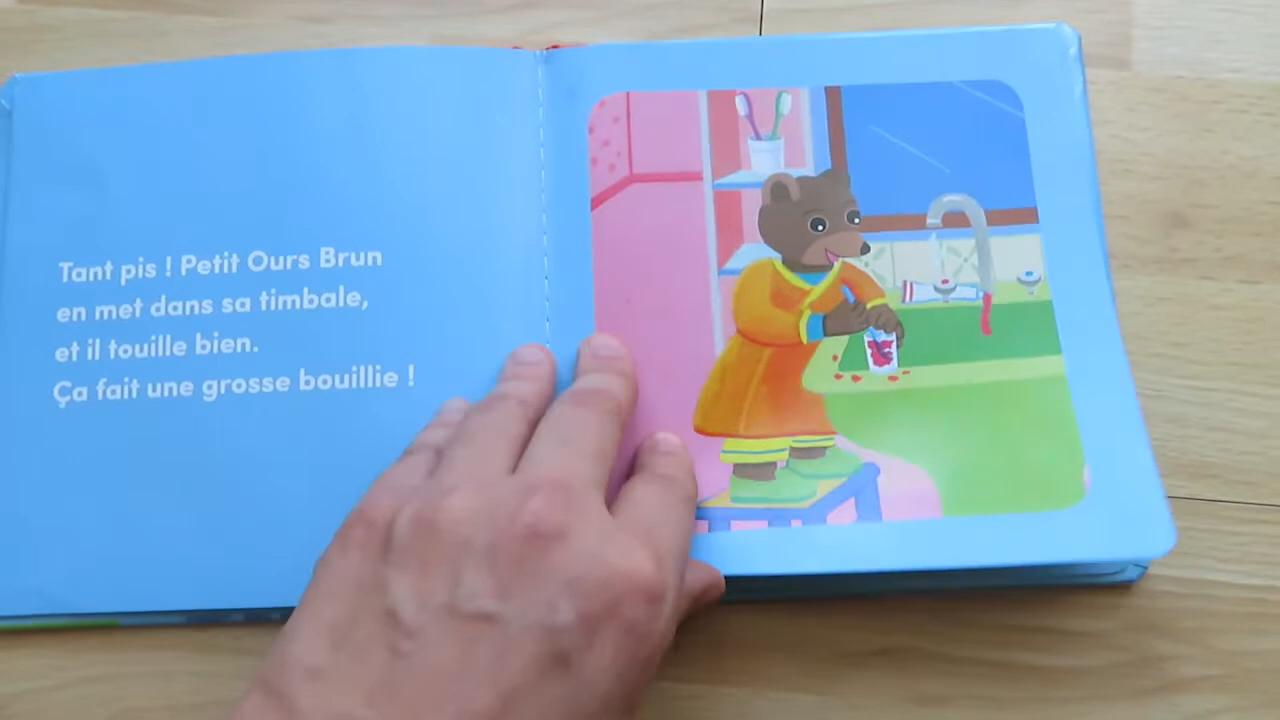 Tant pis ! Petit Ours Brun
en met dans sa timbale,
et il touille bien.
Ça fait une grosse bouillie !